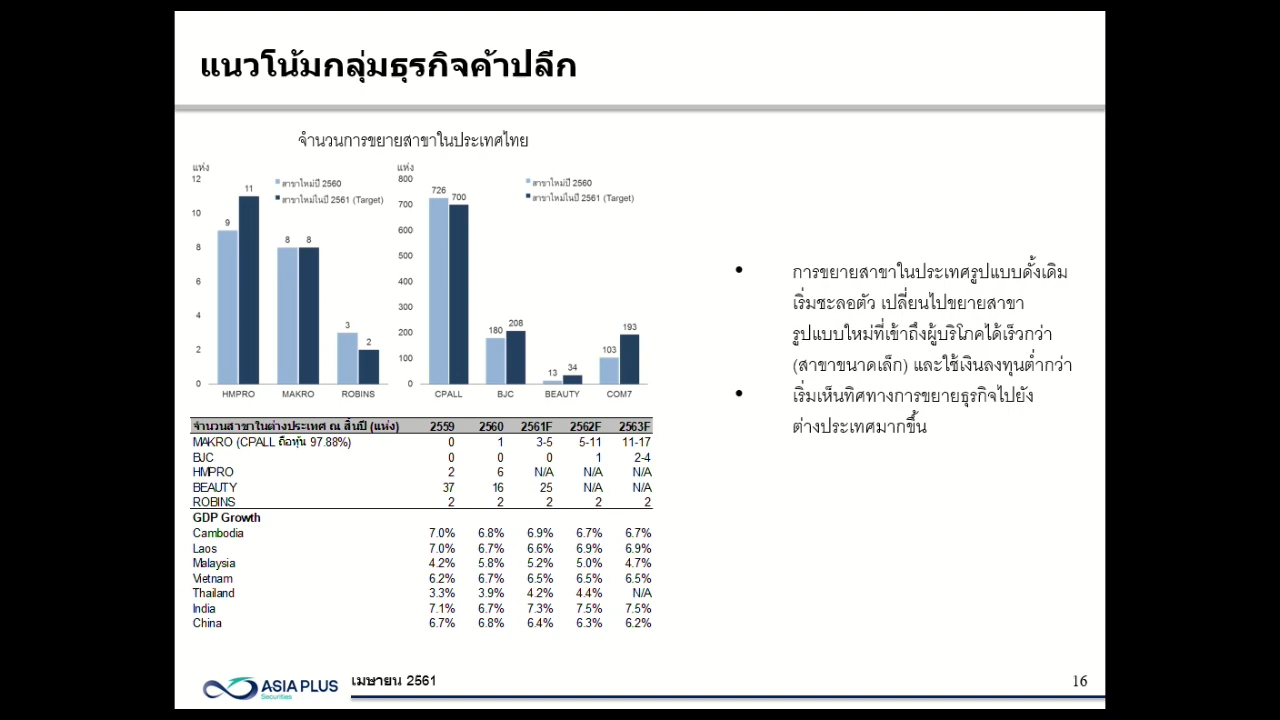 แนวโน้มกลุ่มธุรกิจค้าปลีก
จำนวนการขยายสาขาในประเทศไทย
แห่ง
12
10
8
6
4
2
0
สาขาใหม่ปี 2560
สาขาใหม่ในปี 2561 (Target)
9 11
8 8
3 2
HMPRO MAKRO ROBINS
แห่ง
800
700
600
500
400
300
200
100
0
สาขาใหม่ปี 2560
สาขาใหม่ในปี 2561 (Target)
726 700
180 208
13 34
103 193
CPALL BJC BEAUTY COM7
จำนวนสาขาในต่างประเทศ ณ สิ้นปี (แห่ง) 2559 2560 2561F 2562F 2563F
MAKRO (CPALL ถือหุ้น 97.88%) 0 1 3-5 5-11 11-17
BJC 0 0 0 1 2-4
HMPRO 2 6 N/A N/A N/A
BEAUTY 37 16 25 N/A N/A
ROBINS 2 2 2 2 2
GDP Growth
Cambodia 7.0% 6.8% 6.9% 6.7% 6.7%
Laos 7.0% 6.7% 6.6% 6.9% 6.9%
Malaysia 4.2% 5.8% 5.2% 5.0% 4.7%
Vietnam 6.2% 6.7% 6.5% 6.5% 6.5%
Thailand 3.3% 3.9% 4.2% 4.4% N/A
India 7.1% 6.7% 7.3% 7.5% 7.5%
China 6.7% 6.8% 6.4% 6.3% 6.2%
• การขยายสาขาในประเทศรูปแบบดั้งเดิม
เริ่มชะลอตัว เปลี่ยนไปขยายสาขา
รูปแบบใหม่ที่เข้าถึงผู้บริโภคได้เร็วกว่า
(สาขาขนาดเล็ก) และใช้เงินลงทุนต่ำกว่า
• เริ่มเห็นทิศทางการขยายธุรกิจไปยัง
ต่างประเทศมากขึ้น
ASIA PLUS
Securities
เมษายน 2561
16